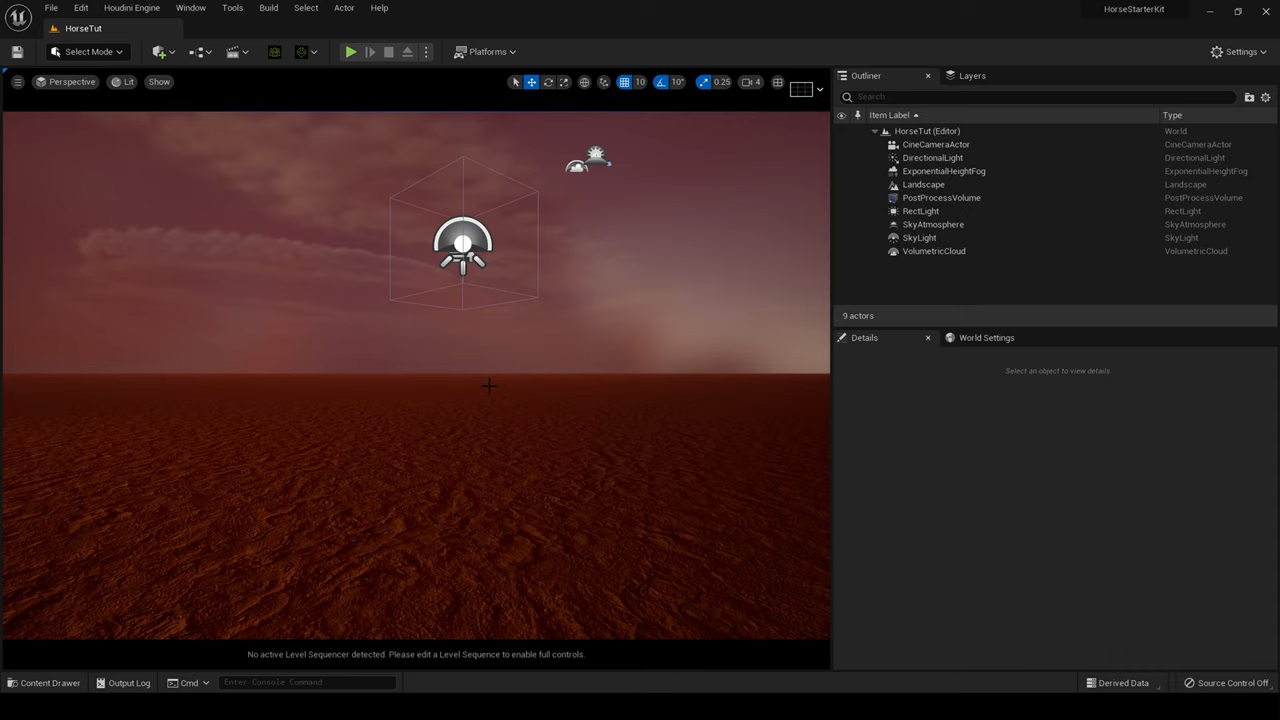 File Edit Houdini Engine Window Tools Build Select Actor Help
HorseStarterKit
HorseTut
Select Mode
Platforms
Settings
Perspective Lit Show
10 10° 0.25 4
Outliner Layers
Search
Item Label Type
HorseTut (Editor) World
CineCameraActor CineCameraActor
DirectionalLight DirectionalLight
ExponentialHeightFog ExponentialHeightFog
Landscape Landscape
PostProcessVolume PostProcessVolume
RectLight RectLight
SkyAtmosphere SkyAtmosphere
SkyLight SkyLight
VolumetricCloud VolumetricCloud
9 actors
Details World Settings
Select an object to view details
No active Level Sequencer detected. Please edit a Level Sequence to enable full controls.
Content Drawer Output Log Cmd Enter Console Command
Derived Data Source Control Off